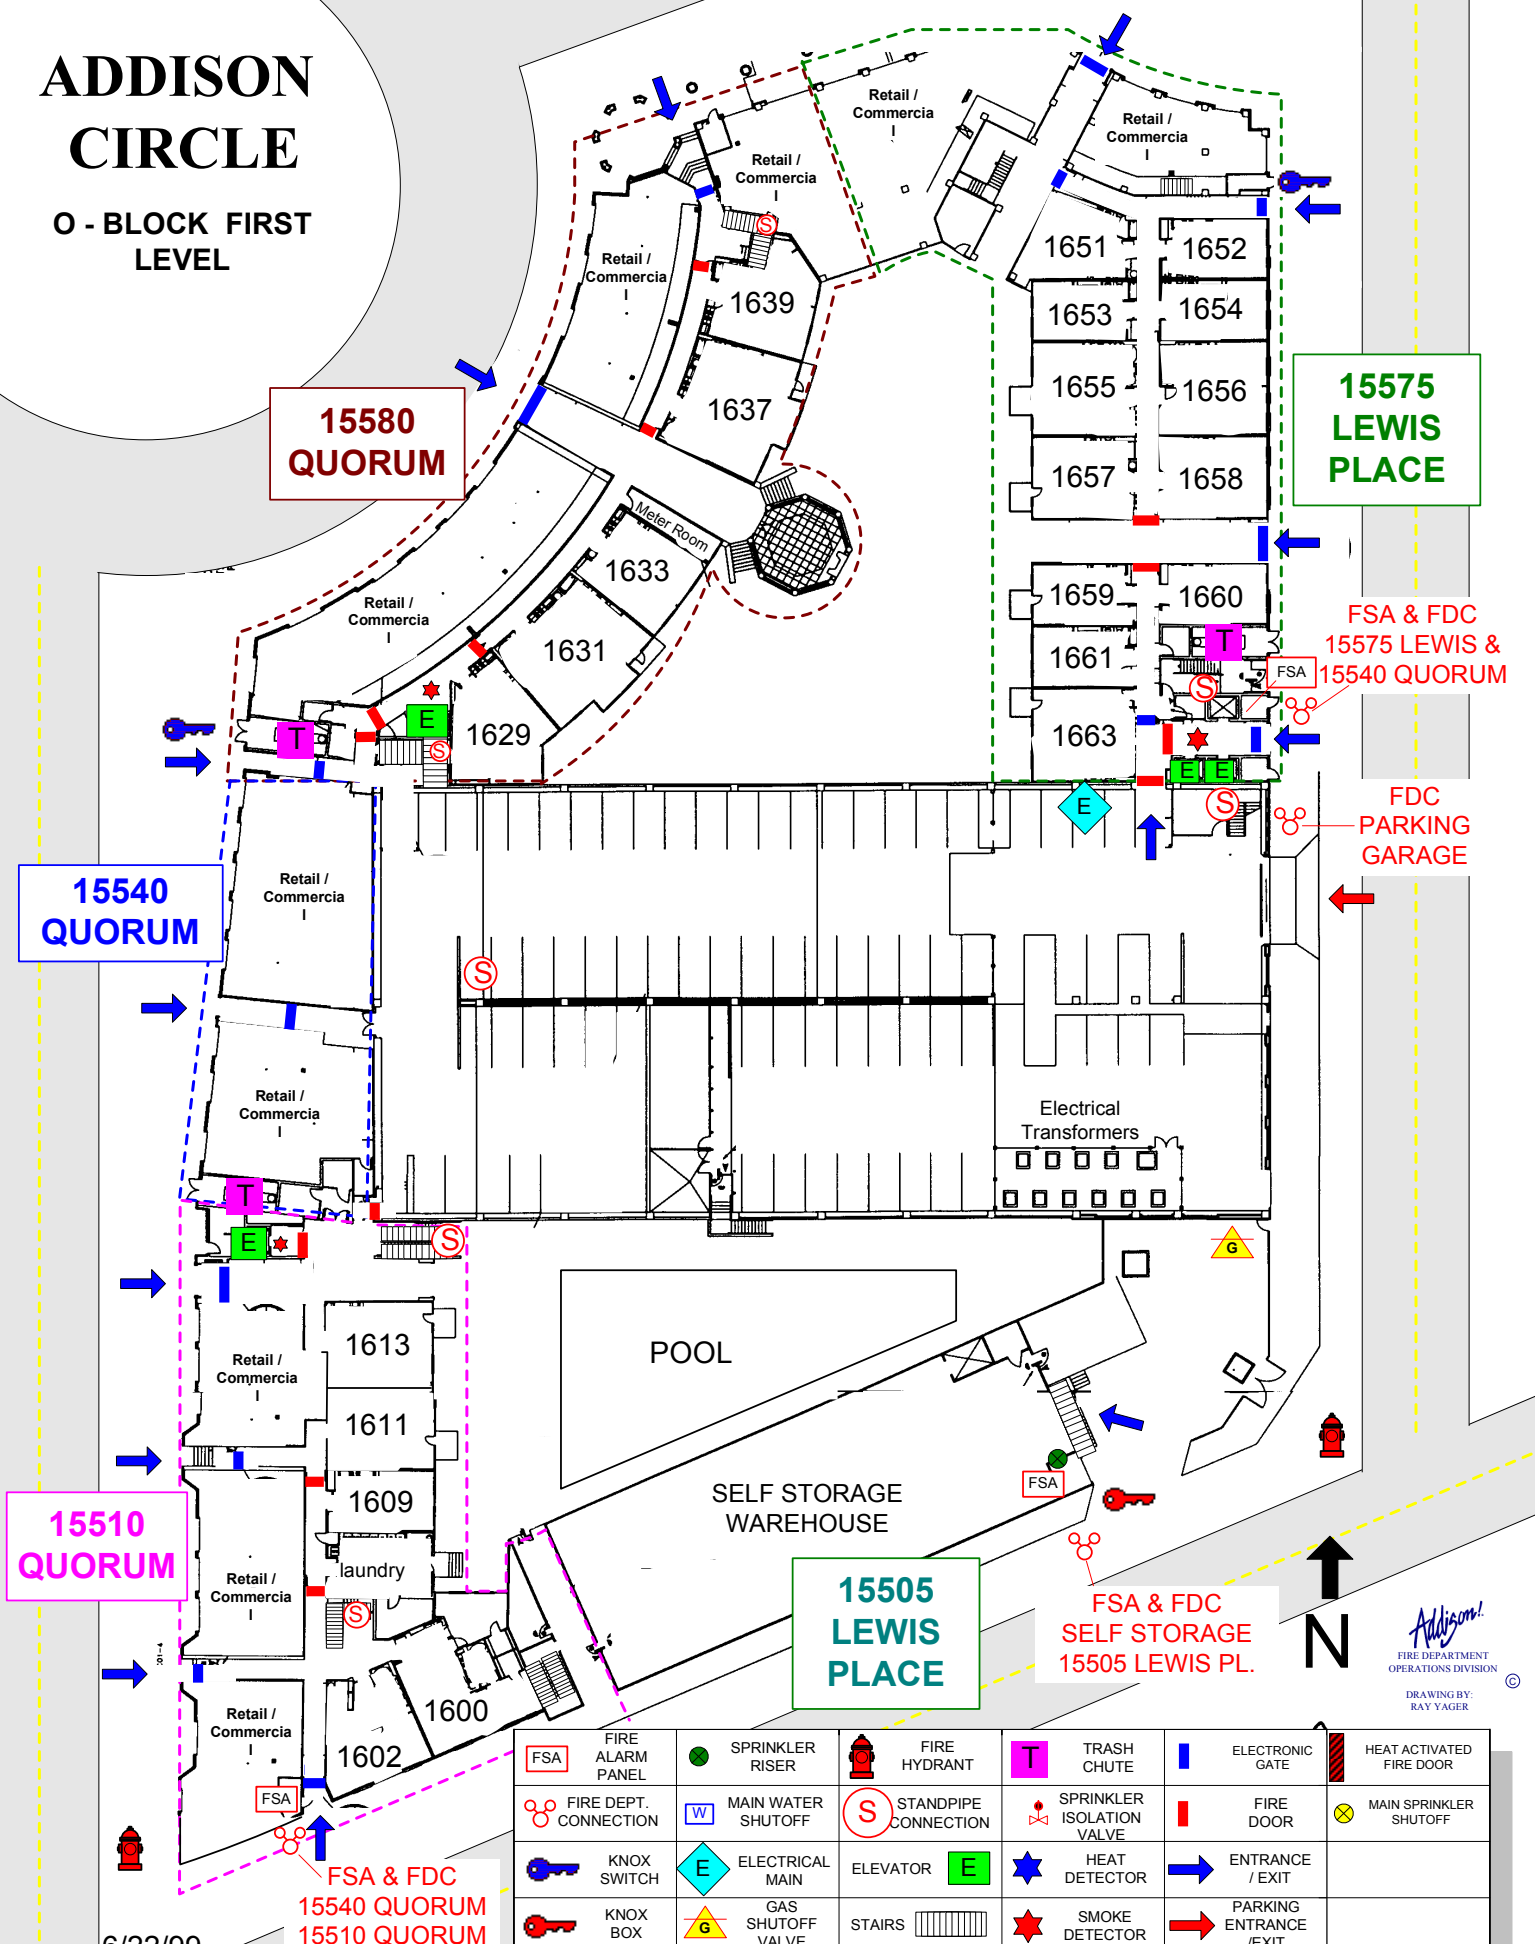 ADDISON
CIRCLE
O - BLOCK FIRST
LEVEL
Retail /
Commercia
l
Retail /
Commercia
l
Retail /
Commercia
l
Retail /
Commercia
l
1651
1652
1639
1653
1654
1655
1656
1637
15580
QUORUM
15575
LEWIS
PLACE
1657
1658
Meter Room
1633
1659
1660
Retail /
Commercia
l
1631
1661
T
FSA & FDC
15575 LEWIS &
15540 QUORUM
FSA
S
S
E
S
T
1629
1663
E
E
E
S
FDC
PARKING
GARAGE
15540
QUORUM
Retail /
Commercia
l
S
Retail /
Commercia
l
Electrical
Transformers
T
E
S
G
1613
POOL
Retail /
Commercia
l
1611
FSA
1609
SELF STORAGE
WAREHOUSE
15510
QUORUM
laundry
Retail /
Commercia
l
S
15505
LEWIS
PLACE
FSA & FDC
SELF STORAGE
15505 LEWIS PL.
N
Addison!
FIRE DEPARTMENT
OPERATIONS DIVISION
©
DRAWING BY:
RAY YAGER
Retail /
Commercia
l
1600
1602
FSA
FSA & FDC
15540 QUORUM
15510 QUORUM
FSA
FIRE
ALARM
PANEL
SPRINKLER
RISER
FIRE
HYDRANT
T
TRASH
CHUTE
ELECTRONIC
GATE
HEAT ACTIVATED
FIRE DOOR
FIRE DEPT.
CONNECTION
W
MAIN WATER
SHUTOFF
S
STANDPIPE
CONNECTION
SPRINKLER
ISOLATION
VALVE
FIRE
DOOR
MAIN SPRINKLER
SHUTOFF
KNOX
SWITCH
E
ELECTRICAL
MAIN
ELEVATOR
E
HEAT
DETECTOR
ENTRANCE
/ EXIT
KNOX
BOX
G
GAS
SHUTOFF
VALVE
STAIRS
SMOKE
DETECTOR
PARKING
ENTRANCE
/EXIT